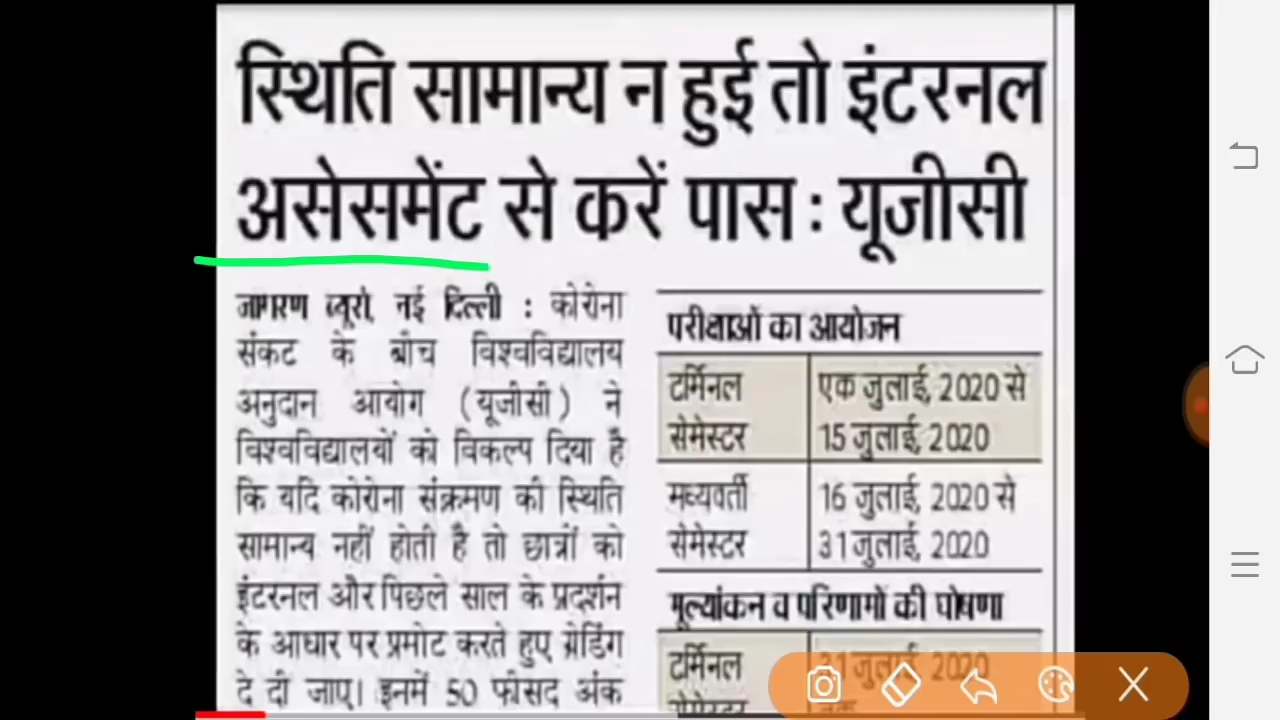 स्थिति सामान्य न हुई तो इंटरनल
असेसमेंट से करें पास : यूजीसी
जागरण ब्यूरो, नई दिल्ली : कोरोना
संकट के बीच विश्वविद्यालय
अनुदान आयोग (यूजीसी) ने
विश्वविद्यालयों को विकल्प दिया है
कि यदि कोरोना संक्रमण की स्थिति
सामान्य नहीं होती है तो छात्रों को
इंटरनल और पिछले साल के प्रदर्शन
के आधार पर प्रमोट करते हुए ग्रेडिंग
दे दी जाए। इनमें 50 फीसद अंक
परीक्षाओं का आयोजन
टर्मिनल एक जुलाई, 2020 से
सेमेस्टर 15 जुलाई, 2020
मध्यवर्ती 16 जुलाई, 2020 से
सेमेस्टर 31 जुलाई, 2020
मूल्यांकन व परिणामों की घोषणा
टर्मिनल 31 जुलाई, 2020